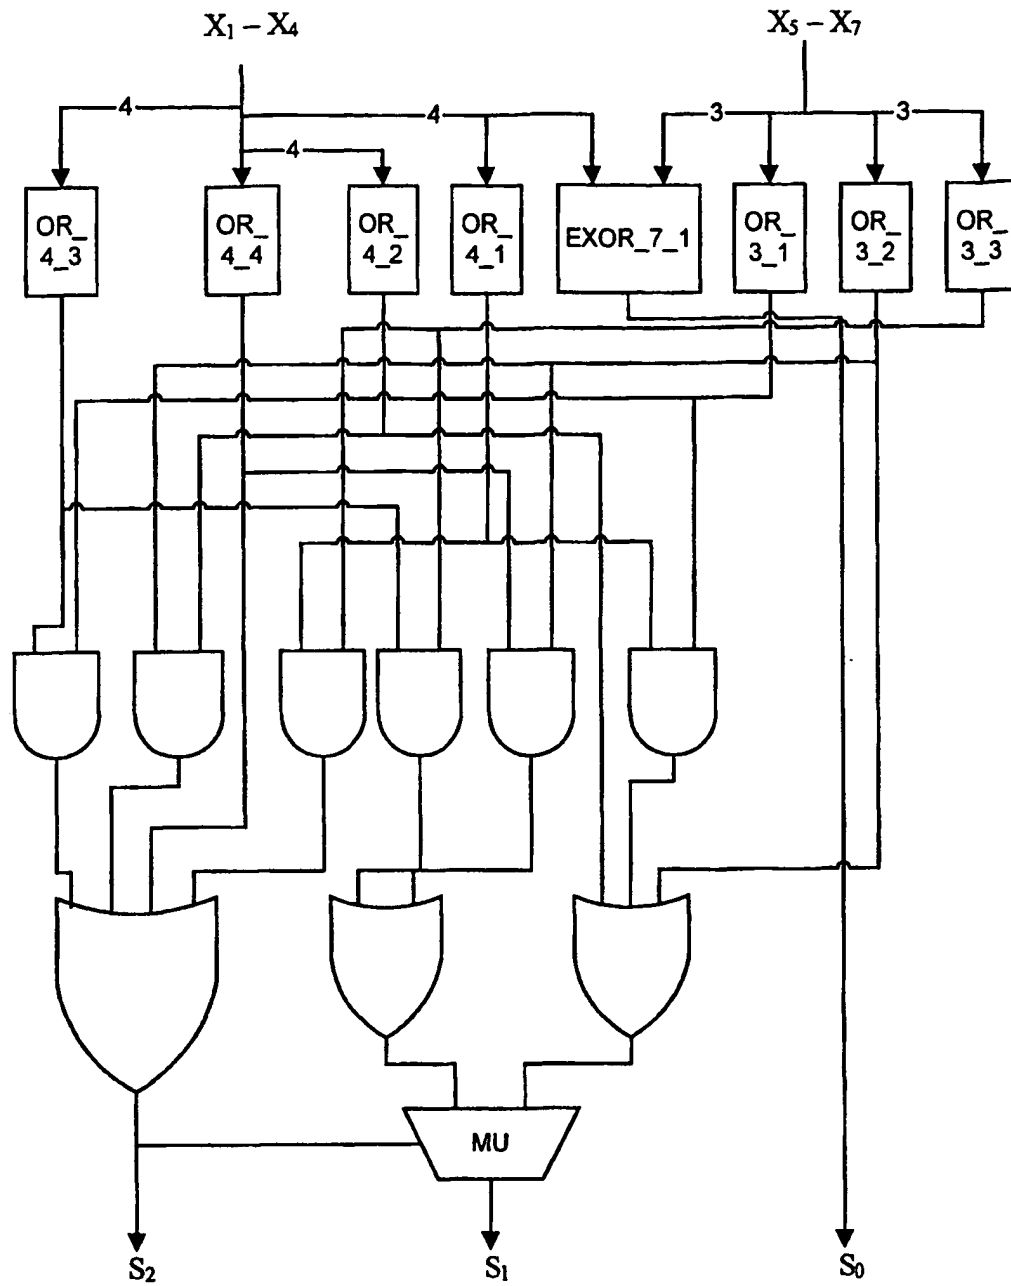 X₁ – X₄
X₅ – X₇
4
4
3
3
4
OR_
4_3
OR_
4_4
OR_
4_2
OR_
4_1
EXOR_7_1
OR_
3_1
OR_
3_2
OR_
3_3
MU
S₂
S₁
S₀